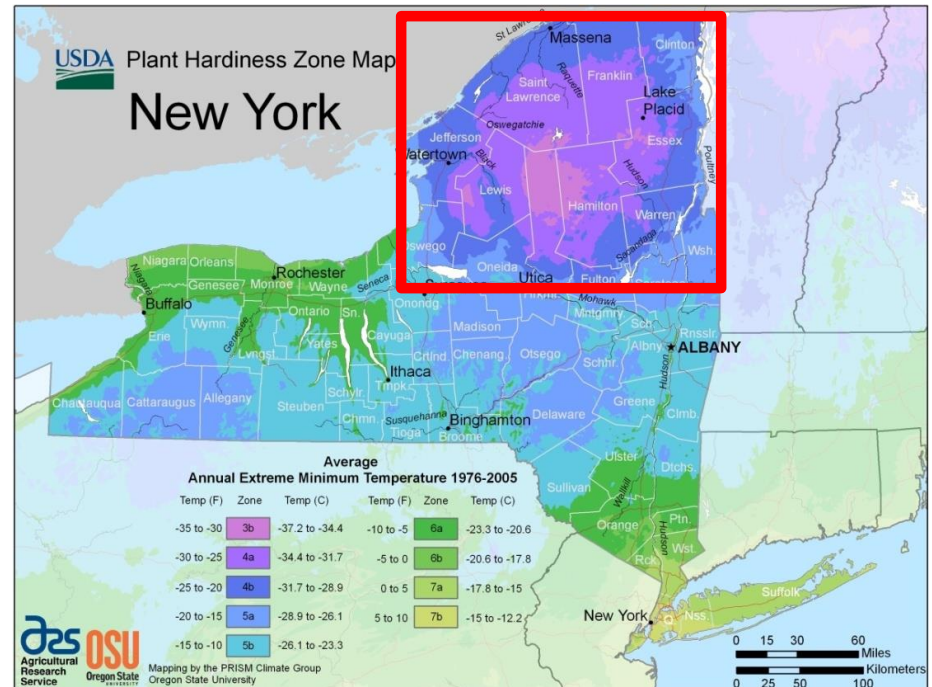 USDA Plant Hardiness Zone Map
New York
St Lawrence
Massena
Clinton
Franklin
Saint
Lawrence
Raquette
Lake
Placid
Oswegatchie
Jefferson
Essex
Watertown
Black
Poultney
Lewis
Hudson
Hamilton
Warren
Sacandaga
Oswego
Wsh.
Oneida
Utica
Fulton
Niagara
Orleans
Rochester
Niagara
Genesee
Monroe
Wayne
Seneca
Mohawk
Buffalo
Ontario
Sn.
Onondg.
Mntgmry
Sch.
Rnsslr.
Erie
Wymn.
Genesee
Yates
Cayuga
Madison
Albny.
ALBANY
Lvngst.
Crtlnd
Chenang
Otsego
Schhr.
Ithaca
Tmpk.
Hudson
Chautauqua
Cattaraugus
Allegany
Steuben
Schylr.
Greene
Clmb.
Chmn.
Susquehanna
Binghamton
Delaware
Tioga
Broome
Ulster
Dtchs.
Sullivan
Wallkill
Orange
Ptn.
Hudson
Wst.
Rck.
Suffolk
New York
Nss.
Average
Annual Extreme Minimum Temperature 1976-2005
Temp (F) Zone Temp (C) Temp (F) Zone Temp (C)
-35 to -30 3b -37.2 to -34.4 -10 to -5 6a -23.3 to -20.6
-30 to -25 4a -34.4 to -31.7 -5 to 0 6b -20.6 to -17.8
-25 to -20 4b -31.7 to -28.9 0 to 5 7a -17.8 to -15
-20 to -15 5a -28.9 to -26.1 5 to 10 7b -15 to -12.2
-15 to -10 5b -26.1 to -23.3
ars
Agricultural
Research
Service
OSU
Oregon State
UNIVERSITY
Mapping by the PRISM Climate Group
Oregon State University
0 15 30 60
Miles
Kilometers
0 25 50 100